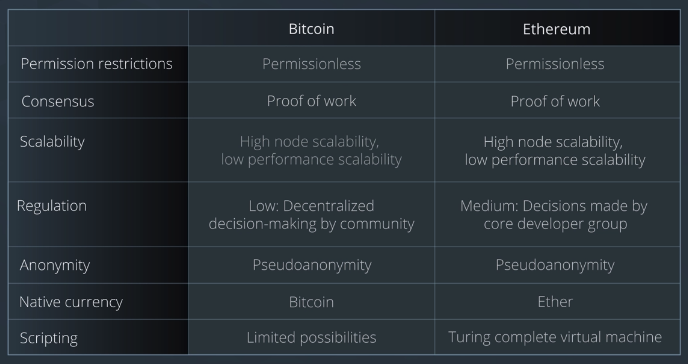 Bitcoin Ethereum
Permission restrictions Permissionless Permissionless
Consensus Proof of work Proof of work
Scalability High node scalability, low performance scalability High node scalability, low performance scalability
Regulation Low: Decentralized decision-making by community Medium: Decisions made by core developer group
Anonymity Pseudoanonymity Pseudoanonymity
Native currency Bitcoin Ether
Scripting Limited possibilities Turing complete virtual machine